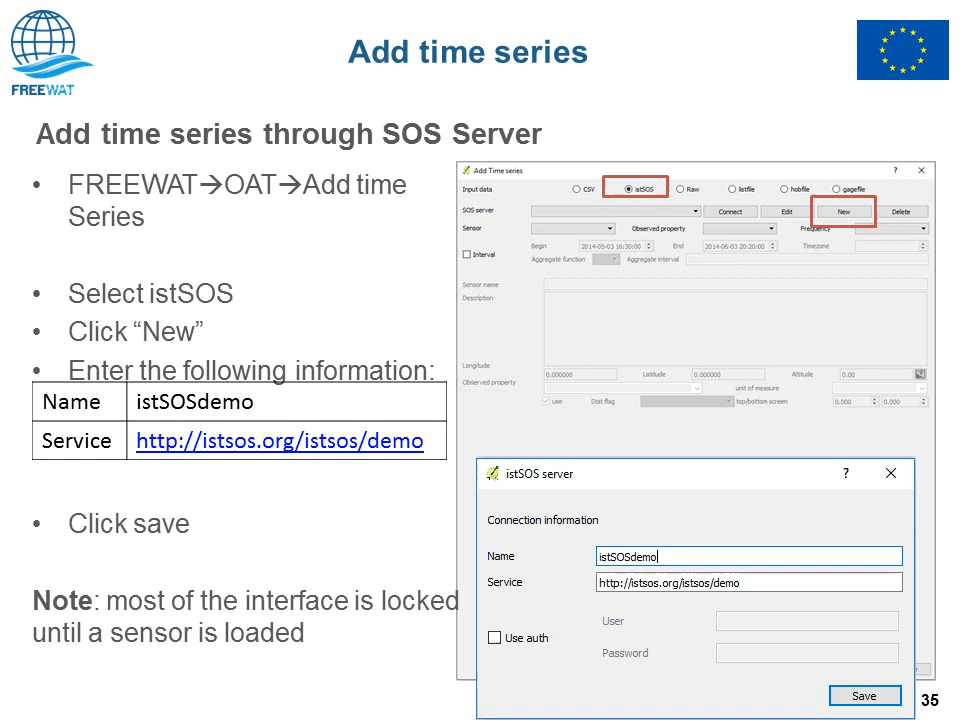 FREEWAT
Add time series
Add time series through SOS Server
• FREEWAT→OAT→Add time
Series
• Select istSOS
• Click “New”
• Enter the following information:
Name istSOSdemo
Service http://istsos.org/istsos/demo
• Click save
Note: most of the interface is locked
until a sensor is loaded
Add Time series ? ×
Input data CSV istSOS Raw listfile hobfile gagefile
SOS server Connect Edit New Delete
Sensor Observed property Frequency
Interval Begin 2014-05-03 16:30:00 End 2014-06-03 20:20:00 Timezone
Aggregate function Aggregate interval
Sensor name
Description
Longitude 0.000000 Latitude 0.000000 Altitude 0.00
Observed property unit of measure
use Stat flag top/bottom screen 0.000 0.000
istSOS server ? ×
Connection information
Name istSOSdemo
Service http://istsos.org/istsos/demo
User
Use auth
Password
Save
35